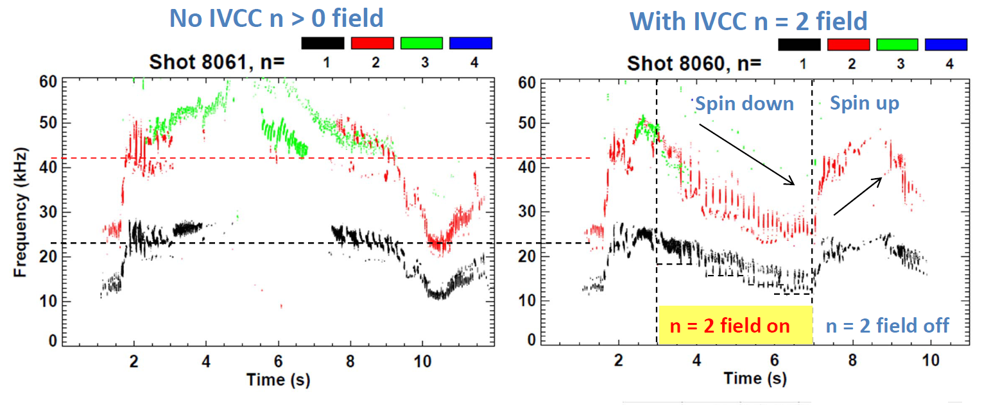 No IVCC n > 0 field
Shot 8061, n= 1 2 3 4
60
50
40
30
20
10
0
Frequency (kHz)
2 4 6 8 10
Time (s)
With IVCC n = 2 field
Shot 8060, n= 1 2 3 4
60
50
40
30
20
10
0
Spin down
Spin up
n = 2 field on
n = 2 field off
2 4 6 8 10
Time (s)